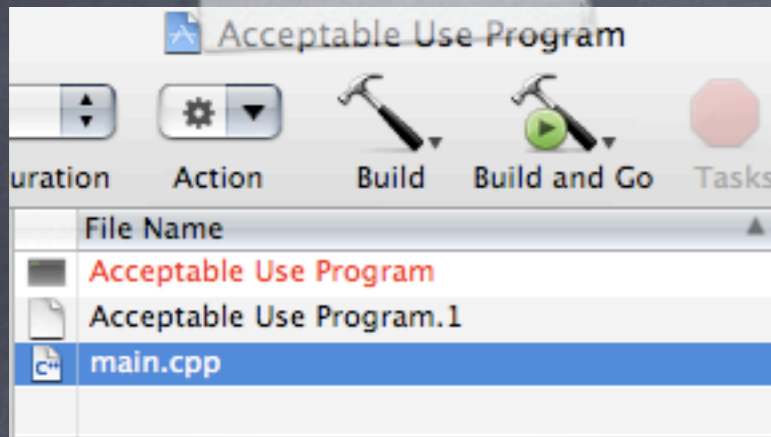 Acceptable Use Program
uration Action Build Build and Go Tasks
File Name
Acceptable Use Program
Acceptable Use Program.1
C++ main.cpp